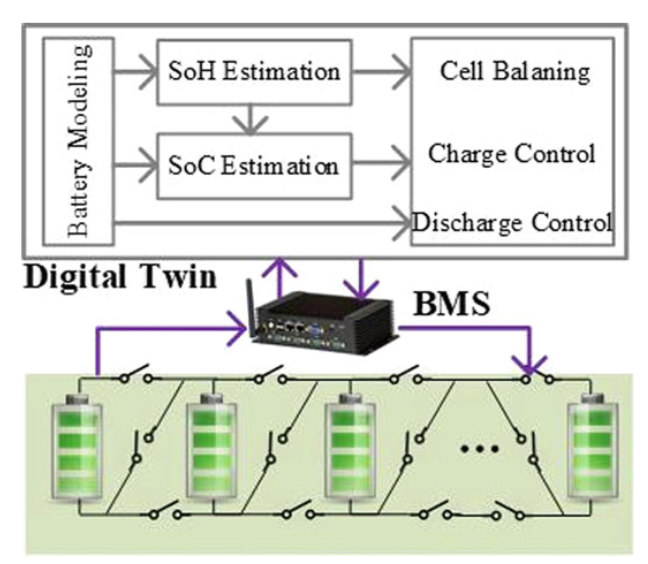 Battery Modeling
SoH Estimation
SoC Estimation
Cell Balaning
Charge Control
Discharge Control
Digital Twin
BMS